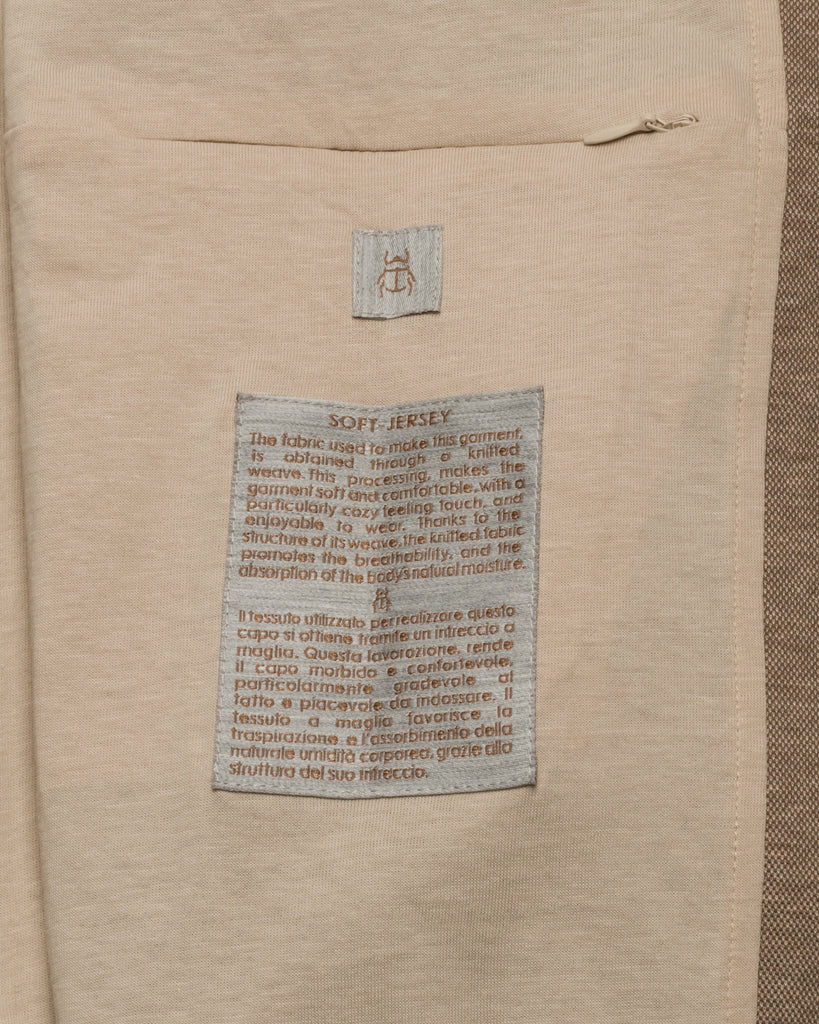 SOFT-JERSEY
The fabric used to make this garment,
is obtained through a knitted
weave. This processing, makes the
garment soft and comfortable, with a
particularly cozy feeling touch, and
enjoyable to wear. Thanks to the
structure of its weave, the knitted fabric
promotes the breathability, and the
absorption of the body's natural moisture.
Il tessuto utilizzato per realizzare questo
capo si ottiene tramite un intreccio a
maglia. Questa lavorazione, rende
il capo morbido e confortevole,
particolarmente gradevole al
tatto e piacevole da indossare. Il
tessuto a maglia favorisce la
traspirazione e l'assorbimento della
naturale umidità corporea, grazie alla
struttura del suo intreccio.